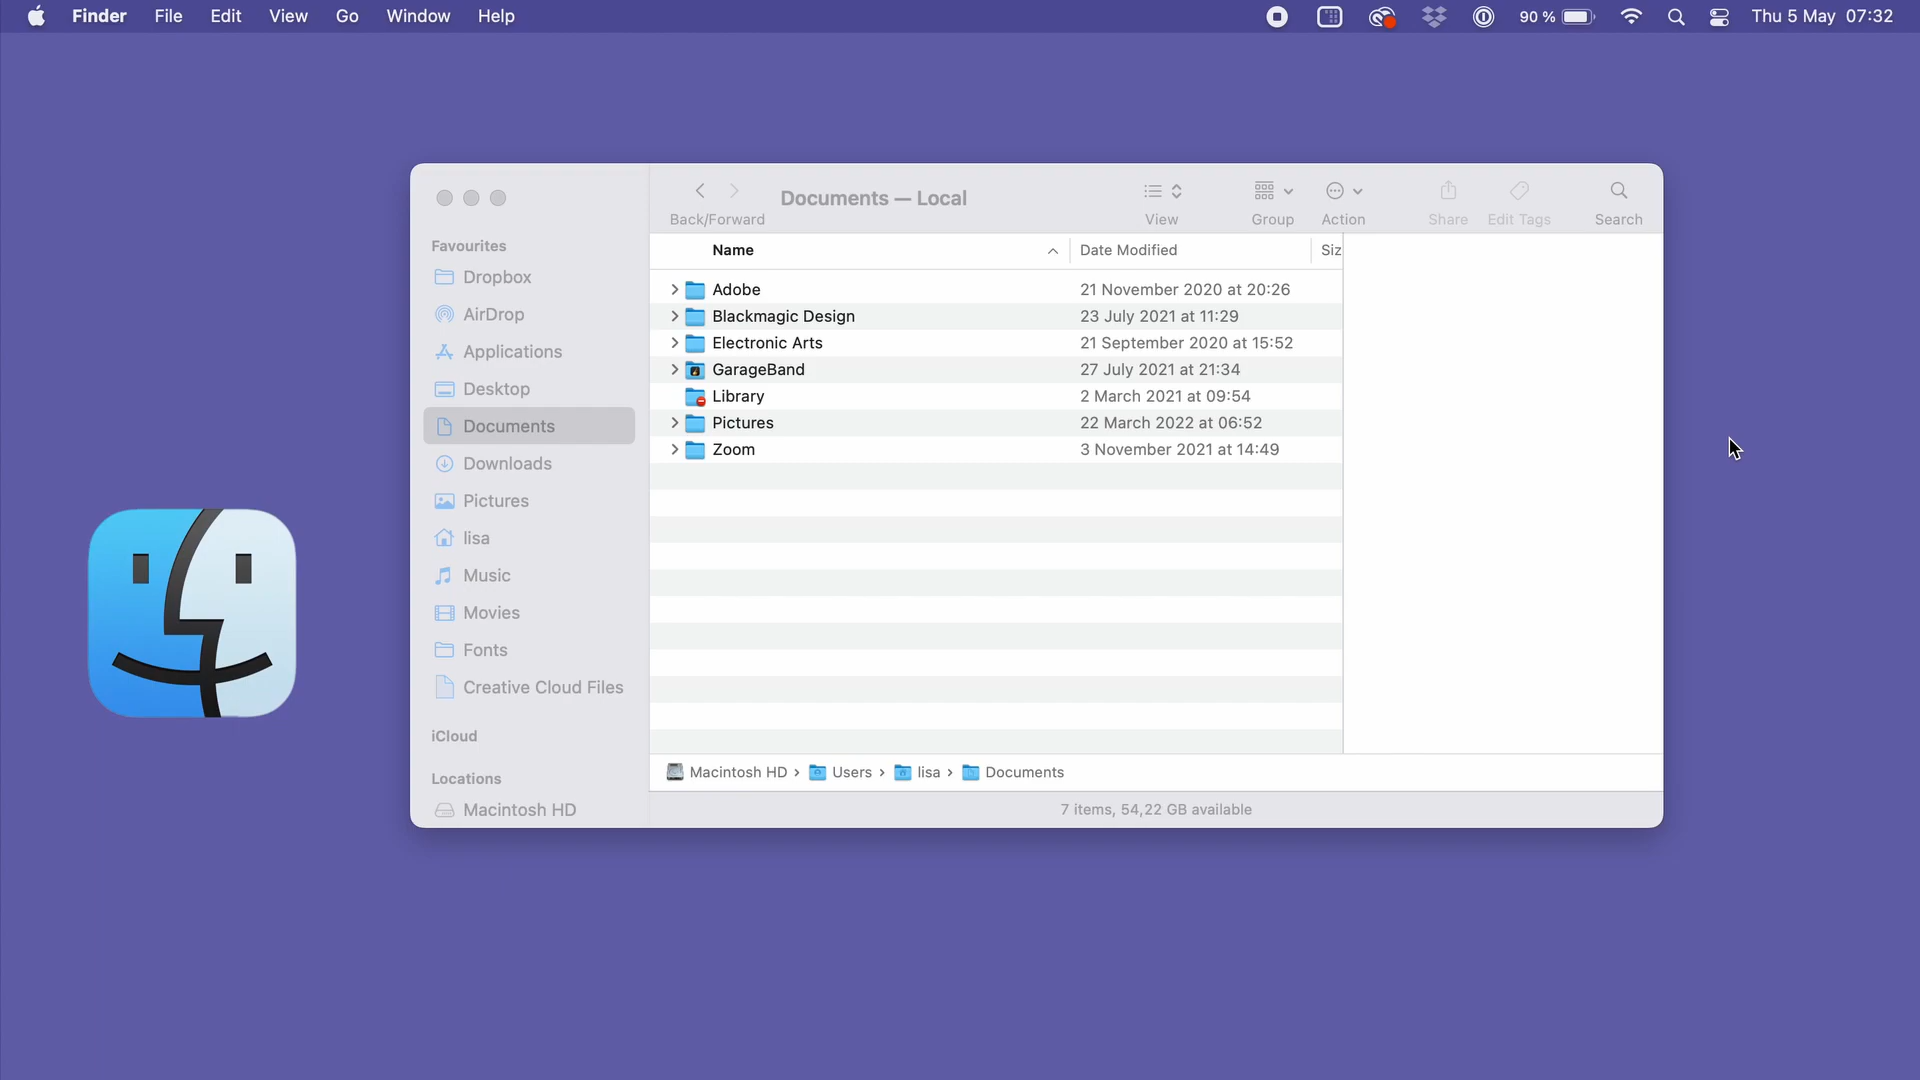 Finder File Edit View Go Window Help 90 % Thu 5 May 07:32
Documents — Local
Back/Forward View Group Action Share Edit Tags Search
Favourites
Dropbox
AirDrop
Applications
Desktop
Documents
Downloads
Pictures
lisa
Music
Movies
Fonts
Creative Cloud Files
iCloud
Locations
Macintosh HD
Name Date Modified Siz
Adobe 21 November 2020 at 20:26
Blackmagic Design 23 July 2021 at 11:29
Electronic Arts 21 September 2020 at 15:52
GarageBand 27 July 2021 at 21:34
Library 2 March 2021 at 09:54
Pictures 22 March 2022 at 06:52
Zoom 3 November 2021 at 14:49
Macintosh HD › Users › lisa › Documents
7 items, 54,22 GB available